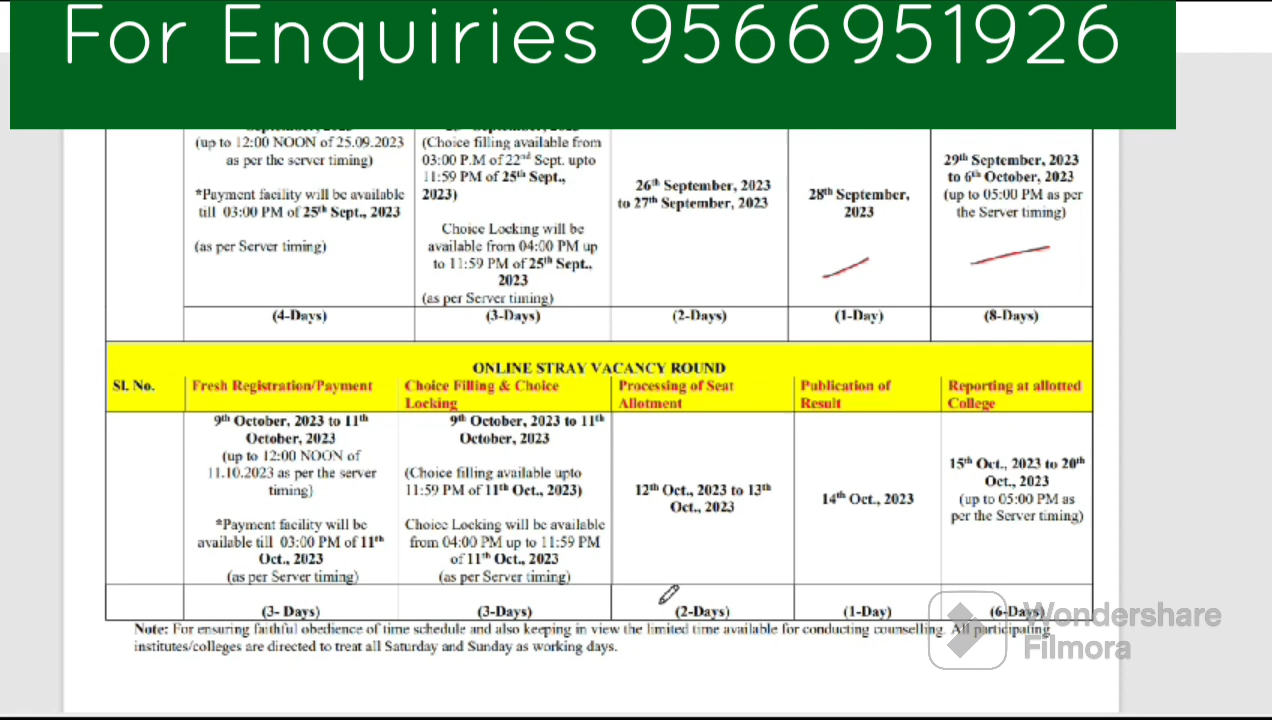 For Enquiries 9566951926
(up to 12:00 NOON of 25.09.2023
as per the server timing)
*Payment facility will be available
till 03:00 PM of 25th Sept., 2023
(as per Server timing)
(Choice filling available from
03:00 P.M of 22nd Sept. upto
11:59 PM of 25th Sept.,
2023)
Choice Locking will be
available from 04:00 PM up
to 11:59 PM of 25th Sept.,
2023
(as per Server timing)
26th September, 2023
to 27th September, 2023
28th September,
2023
29th September, 2023
to 6th October, 2023
(up to 05:00 PM as per
the Server timing)
(4-Days)
(3-Days)
(2-Days)
(1-Day)
(8-Days)
ONLINE STRAY VACANCY ROUND
Sl. No.
Fresh Registration/Payment
Choice Filling & Choice
Locking
Processing of Seat
Allotment
Publication of
Result
Reporting at allotted
College
9th October, 2023 to 11th
October, 2023
(up to 12:00 NOON of
11.10.2023 as per the server
timing)
*Payment facility will be
available till 03:00 PM of 11th
Oct., 2023
(as per Server timing)
9th October, 2023 to 11th
October, 2023
(Choice filling available upto
11:59 PM of 11th Oct., 2023)
Choice Locking will be available
from 04:00 PM up to 11:59 PM
of 11th Oct., 2023
(as per Server timing)
12th Oct., 2023 to 13th
Oct., 2023
14th Oct., 2023
15th Oct., 2023 to 20th
Oct., 2023
(up to 05:00 PM as
per the Server timing)
(3- Days)
(3-Days)
(2-Days)
(1-Day)
(6-Days)
Note: For ensuring faithful obedience of time schedule and also keeping in view the limited time available for conducting counselling. All participating
institutes/colleges are directed to treat all Saturday and Sunday as working days.
Wondershare
Filmora